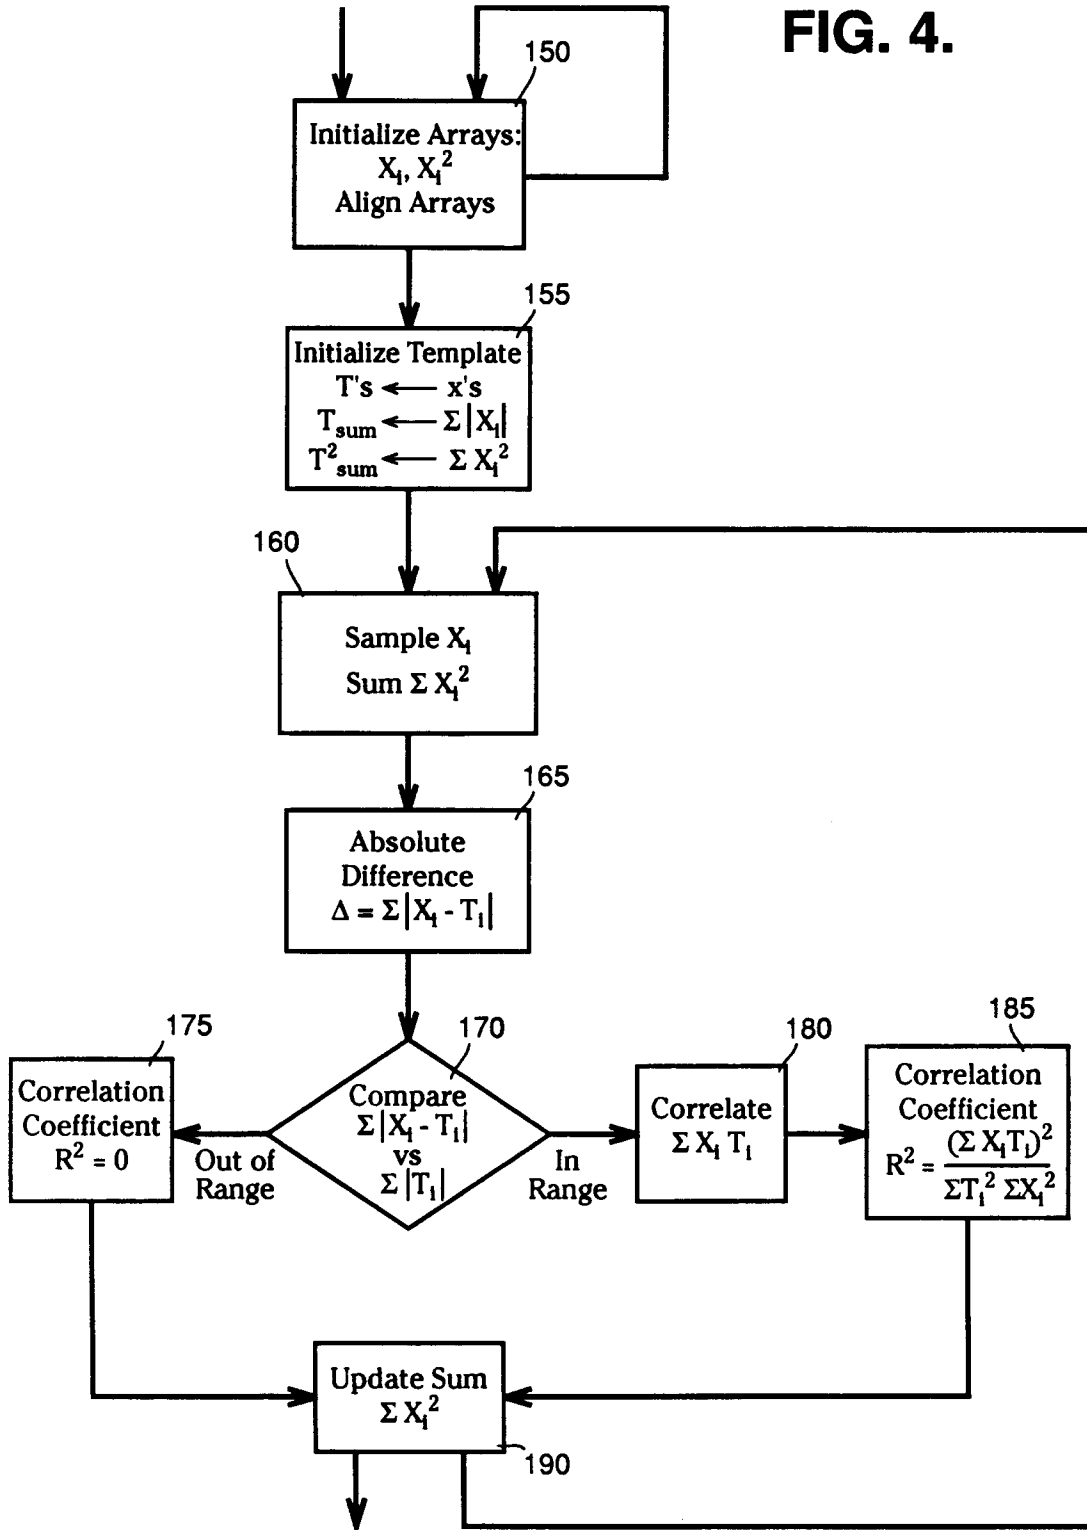 FIG. 4.
150
Initialize Arrays:
Xᵢ, Xᵢ²
Align Arrays
155
Initialize Template
T's ← x's
T_sum ← Σ|Xᵢ|
T²_sum ← Σ Xᵢ²
160
Sample Xᵢ
Sum Σ Xᵢ²
165
Absolute
Difference
Δ = Σ|Xᵢ - Tᵢ|
170
Compare
Σ|Xᵢ - Tᵢ|
vs
Σ|Tᵢ|
175
Correlation
Coefficient
R² = 0
Out of
Range
In
Range
180
Correlate
Σ Xᵢ Tᵢ
185
Correlation
Coefficient
R² = (Σ XᵢTᵢ)² / ΣTᵢ² ΣXᵢ²
Update Sum
Σ Xᵢ²
190